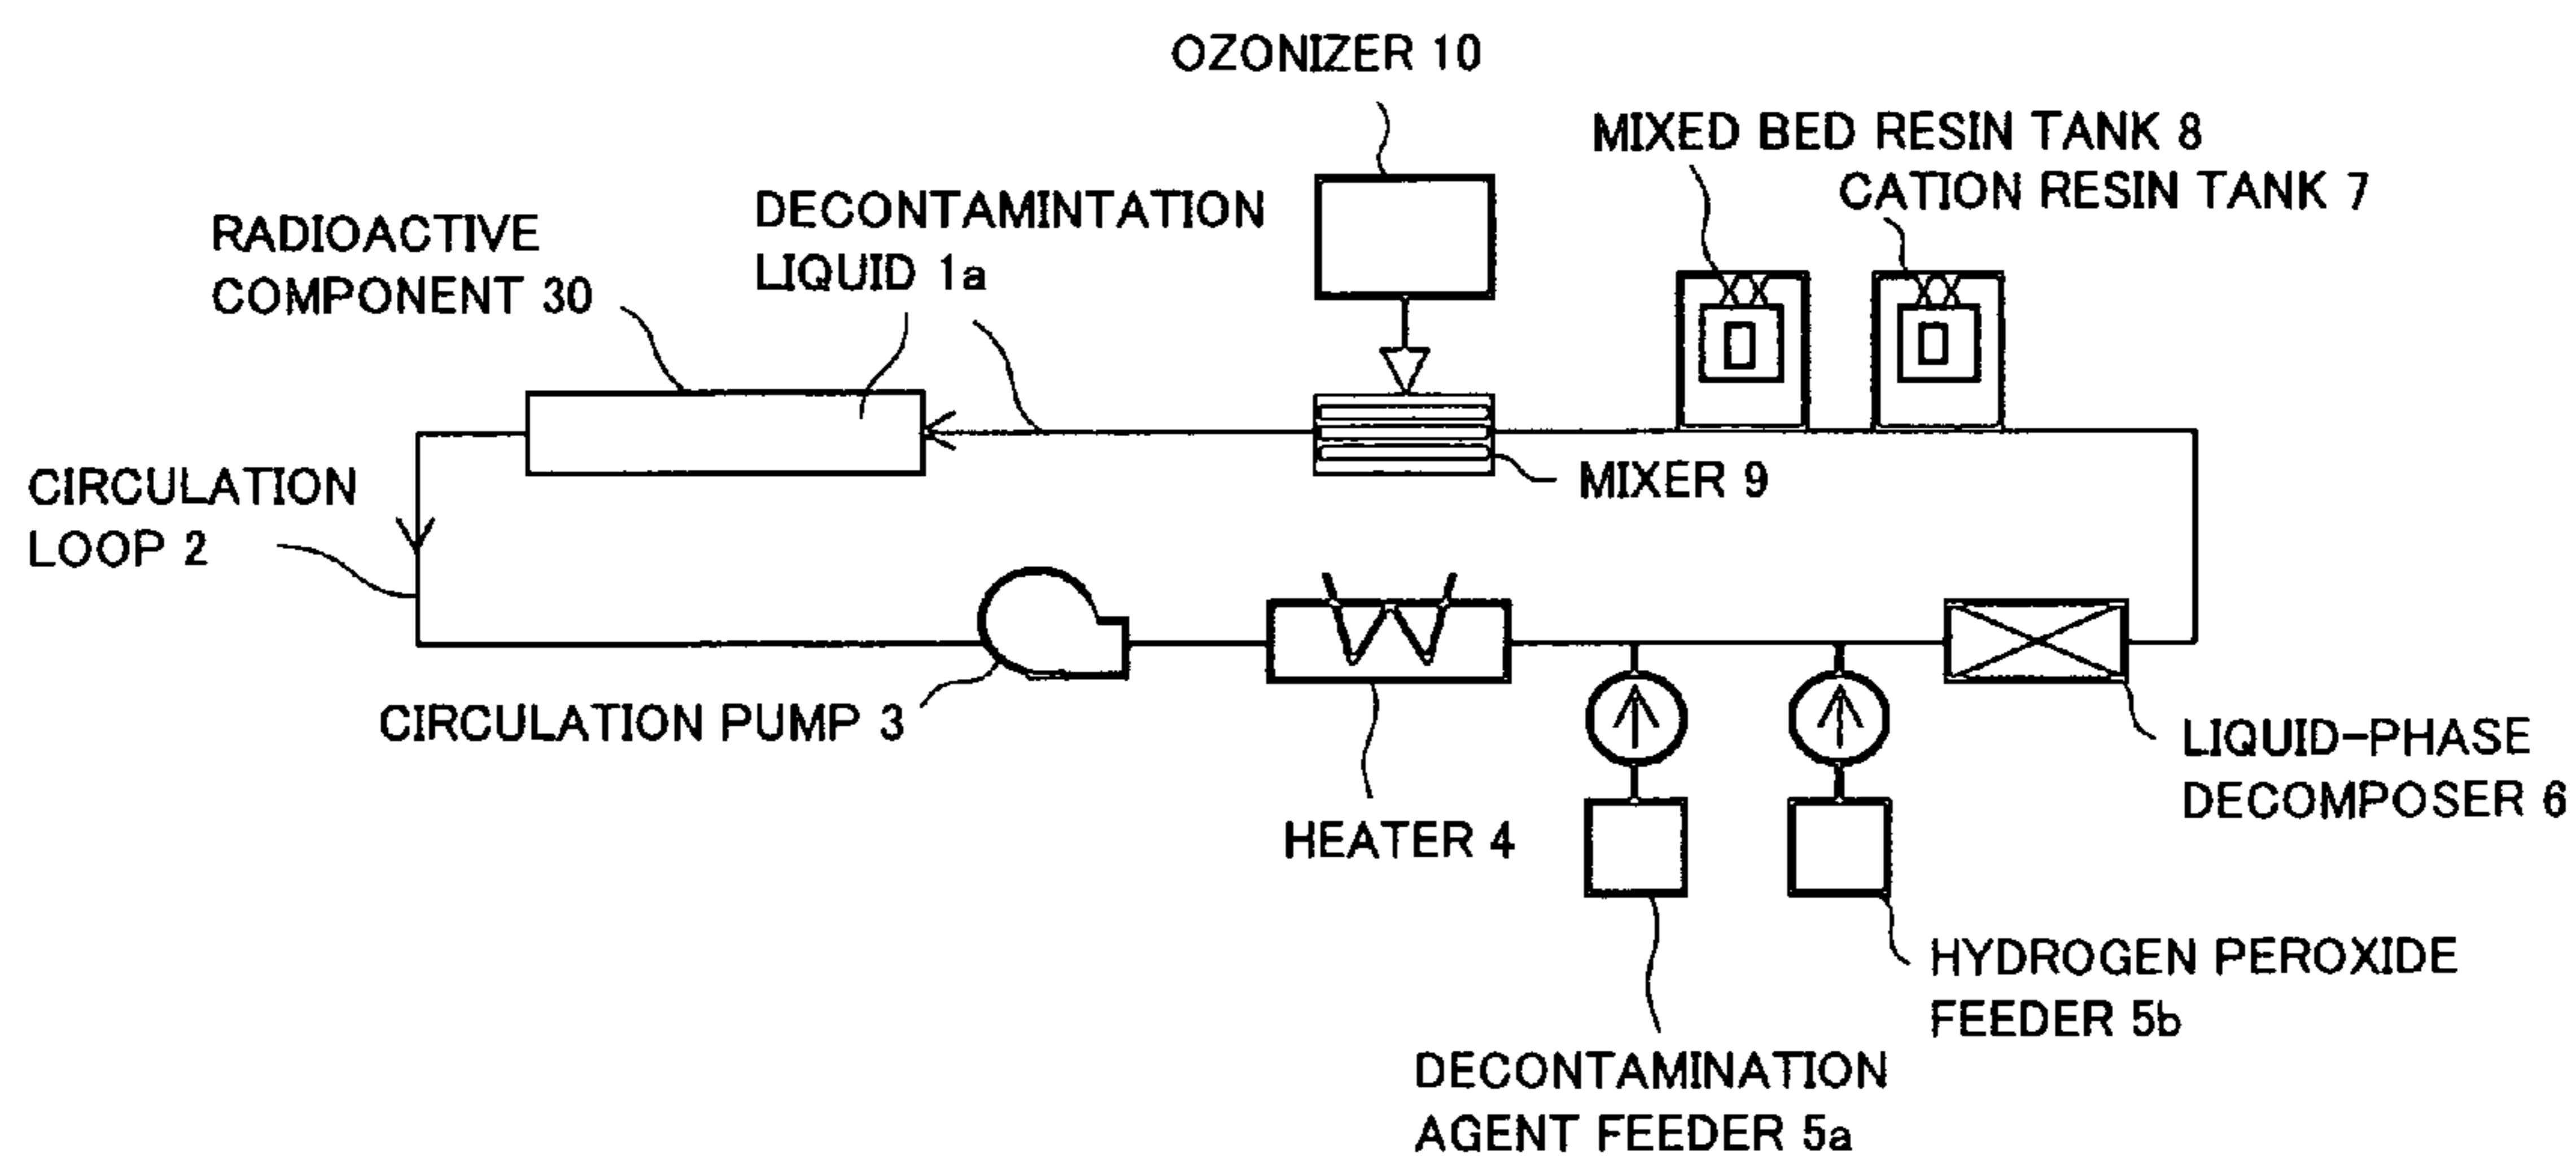 OZONIZER 10
MIXED BED RESIN TANK 8
CATION RESIN TANK 7
DECONTAMINTATION
LIQUID 1a
RADIOACTIVE
COMPONENT 30
MIXER 9
CIRCULATION
LOOP 2
CIRCULATION PUMP 3
LIQUID-PHASE
DECOMPOSER 6
HEATER 4
HYDROGEN PEROXIDE
FEEDER 5b
DECONTAMINATION
AGENT FEEDER 5a